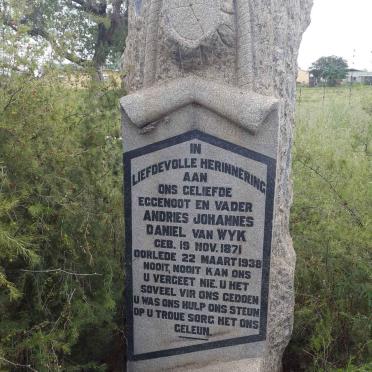 IN
LIEFDEVOLLE HERINNERING
AAN
ONS GELIEFDE
EGGENOOT EN VADER
ANDRIES JOHANNES
DANIEL VAN WYK
GEB. 19 NOV. 1871
OORLEDE 22 MAART 1938
NOOIT, NOOIT KAN ONS
U VERGEET NIE. U HET
SOVEEL VIR ONS GEDOEN
U WAS ONS HULP ONS STEUN
OP U TROUE SORG HET ONS
GELEUN